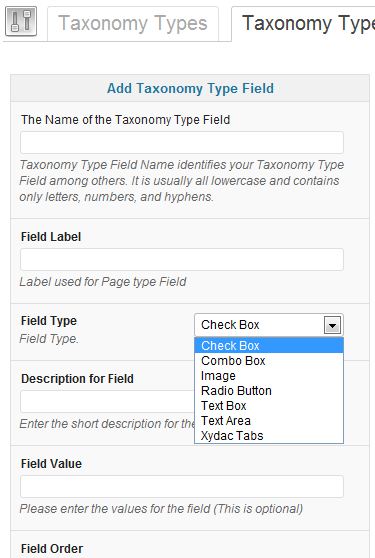 Taxonomy Types
Taxonomy Type
Add Taxonomy Type Field
The Name of the Taxonomy Type Field
Taxonomy Type Field Name identifies your Taxonomy Type
Field among others. It is usually all lowercase and contains
only letters, numbers, and hyphens.
Field Label
Label used for Page type Field
Field Type
Check Box
Field Type.
Check Box
Combo Box
Image
Radio Button
Text Box
Text Area
Xydac Tabs
Description for Field
Enter the short description for the
Field Value
Please enter the values for the field (This is optional)
Field Order